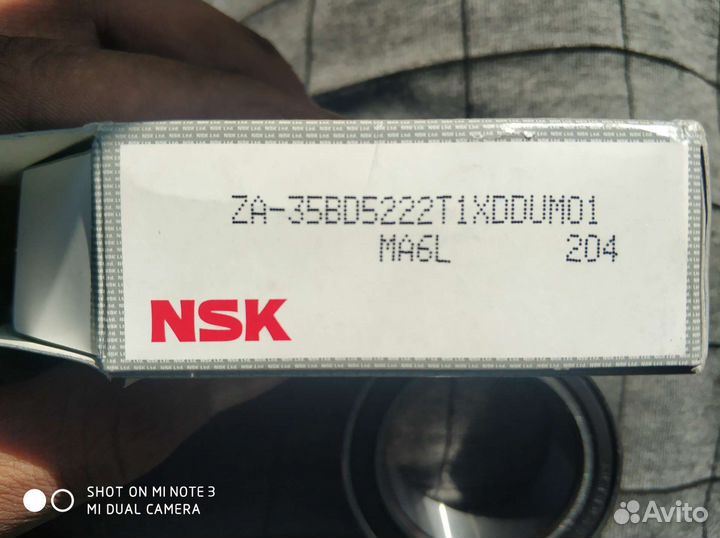 ZA-35BD5222T1XDDUM01
MA6L 204
NSK
SHOT ON MI NOTE 3
MI DUAL CAMERA
Avito